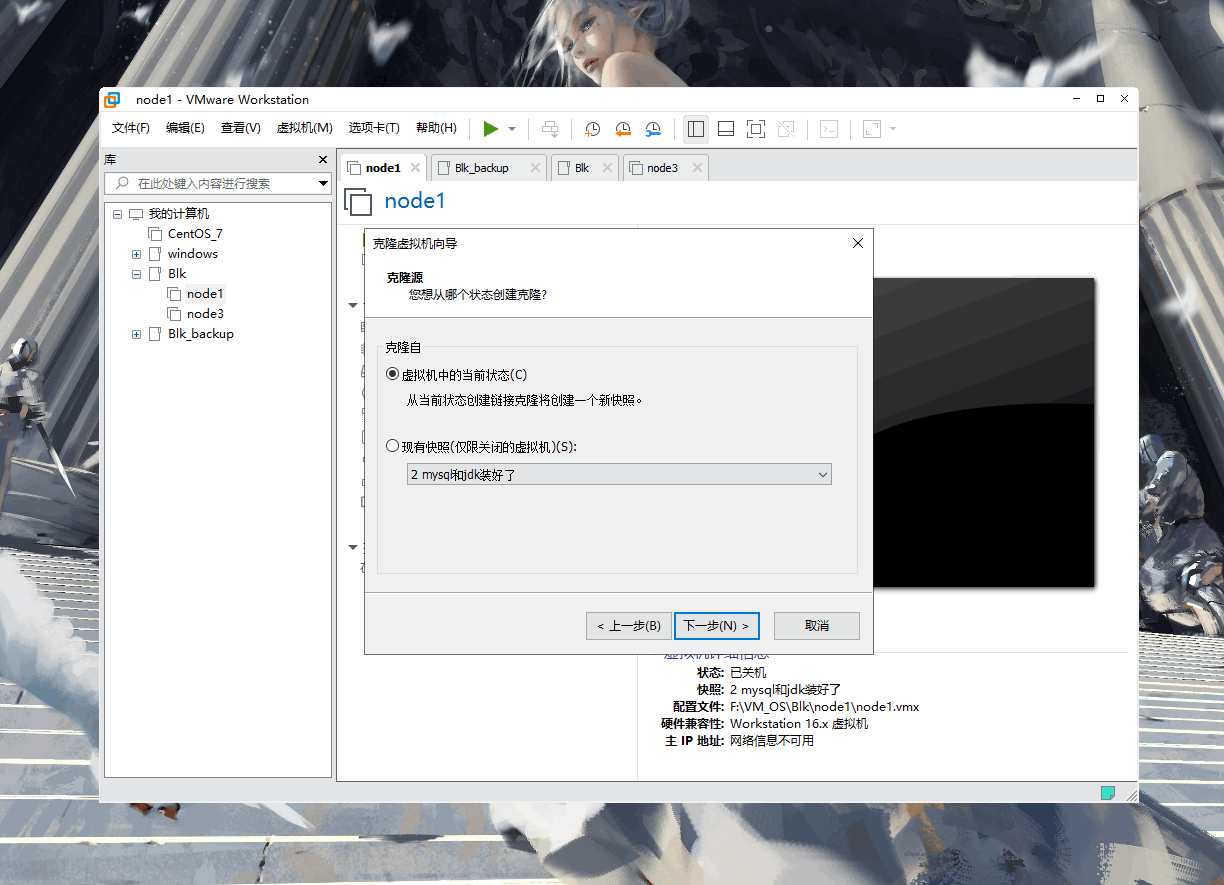 node1 - VMware Workstation
文件(F) 编辑(E) 查看(V) 虚拟机(M) 选项卡(T) 帮助(H)
库
在此处键入内容进行搜索
我的计算机
CentOS_7
windows
Blk
node1
node3
Blk_backup
node1 Blk_backup Blk node3
node1
克隆虚拟机向导
克隆源
您想从哪个状态创建克隆?
克隆自
虚拟机中的当前状态(C)
从当前状态创建链接克隆将创建一个新快照。
现有快照(仅限关闭的虚拟机)(S):
2 mysql和jdk装好了
< 上一步(B) 下一步(N) > 取消
虚拟机详细信息
状态: 已关机
快照: 2 mysql和jdk装好了
配置文件: F:\VM_OS\Blk\node1\node1.vmx
硬件兼容性: Workstation 16.x 虚拟机
主 IP 地址: 网络信息不可用